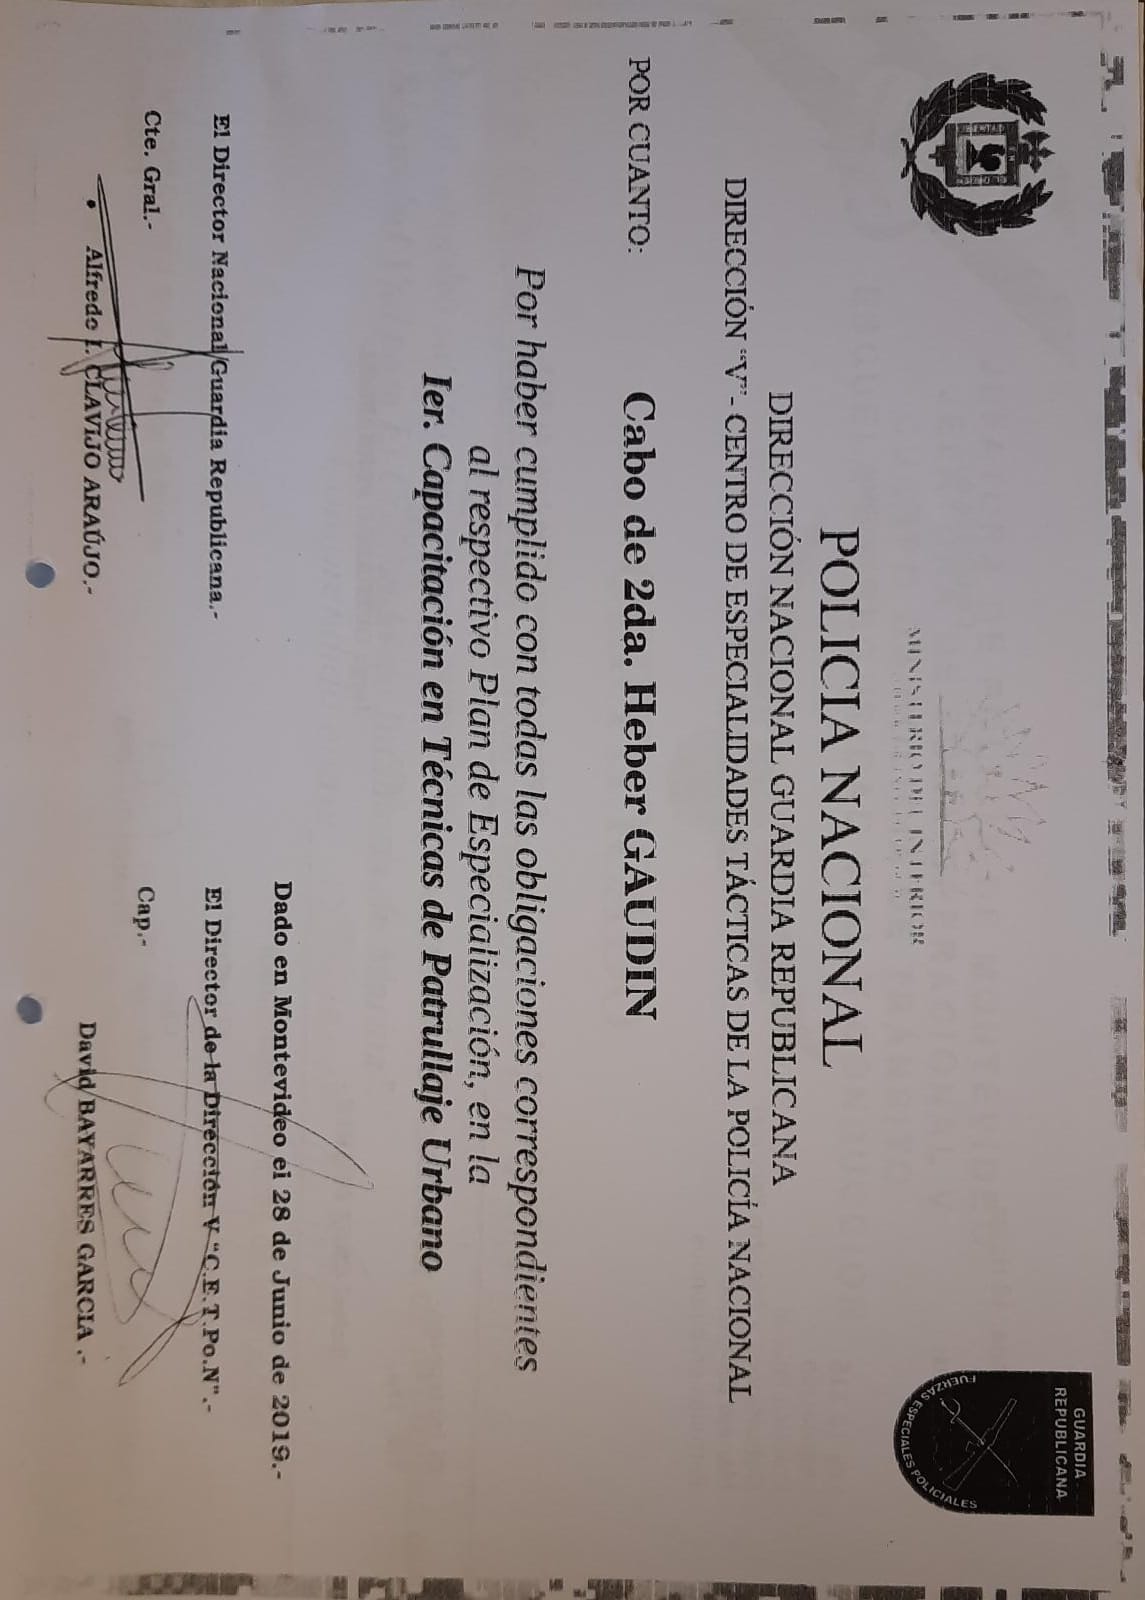 GUARDIA
REPUBLICANA
FUERZAS ESPECIALES POLICIALES
MINISTERIO DEL INTERIOR
POLICIA NACIONAL
DIRECCIÓN NACIONAL GUARDIA REPUBLICANA
DIRECCIÓN “V”- CENTRO DE ESPECIALIDADES TÁCTICAS DE LA POLICÍA NACIONAL
POR CUANTO: Cabo de 2da. Heber GAUDIN
Por haber cumplido con todas las obligaciones correspondientes
al respectivo Plan de Especialización, en la
Ier. Capacitación en Técnicas de Patrullaje Urbano
Dado en Montevideo el 28 de Junio de 2019.-
El Director Nacional Guardia Republicana.-
Cte. Gral.-
Alfredo I. CLAVIJO ARAÚJO.-
El Director de la Dirección V “C.E.T.Po.N”.-
Cap.-
David BAYARRES GARCIA .-